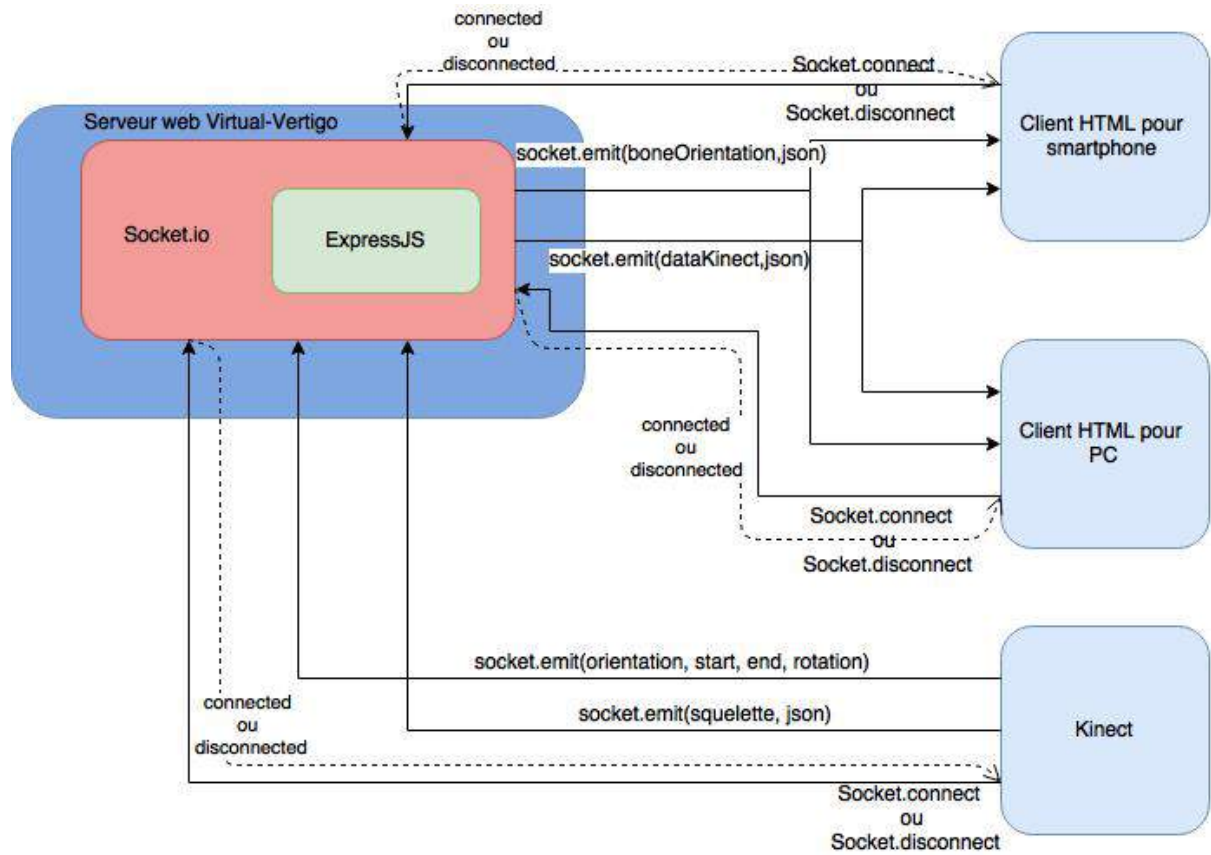 connected
ou
disconnected
Socket.connect
ou
Socket.disconnect
Client HTML pour
smartphone
Serveur web Virtual-Vertigo
socket.emit(boneOrientation,json)
Socket.io
ExpressJS
socket.emit(dataKinect,json)
connected
ou
disconnected
Client HTML pour
PC
Socket.connect
ou
Socket.disconnect
socket.emit(orientation, start, end, rotation)
connected
ou
disconnected
socket.emit(squelette, json)
Kinect
Socket.connect
ou
Socket.disconnect